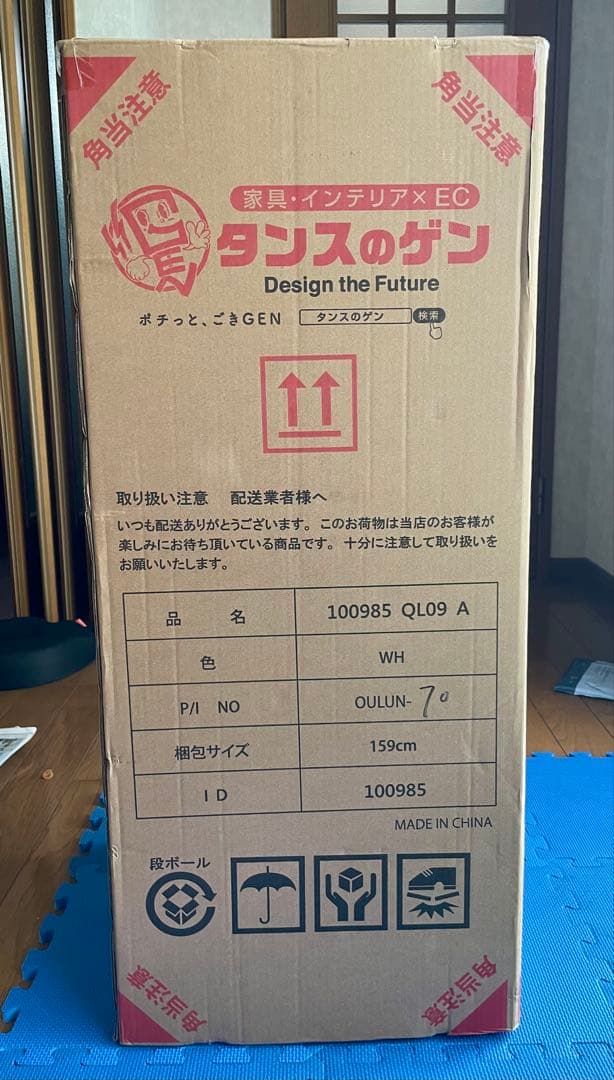 角当注意
角当注意
GEN
家具・インテリア×EC
タンスのゲン
Design the Future
ポチっと、ごきGEN タンスのゲン 検索
取り扱い注意 配送業者様へ
いつも配送ありがとうございます。このお荷物は当店のお客様が
楽しみにお待ち頂いている商品です。十分に注意して取り扱いを
お願いいたします。
品 名 100985 QL09 A
色 WH
P/I NO OULUN-70
梱包サイズ 159cm
ID 100985
MADE IN CHINA
段ボール
角当注意
角当注意